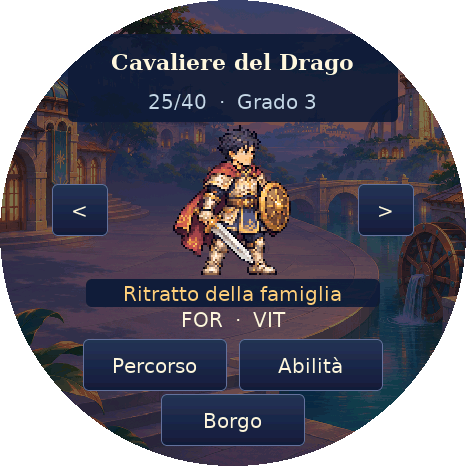 Cavaliere del Drago
25/40 · Grado 3
< >
Ritratto della famiglia
FOR · VIT
Percorso Abilità
Borgo